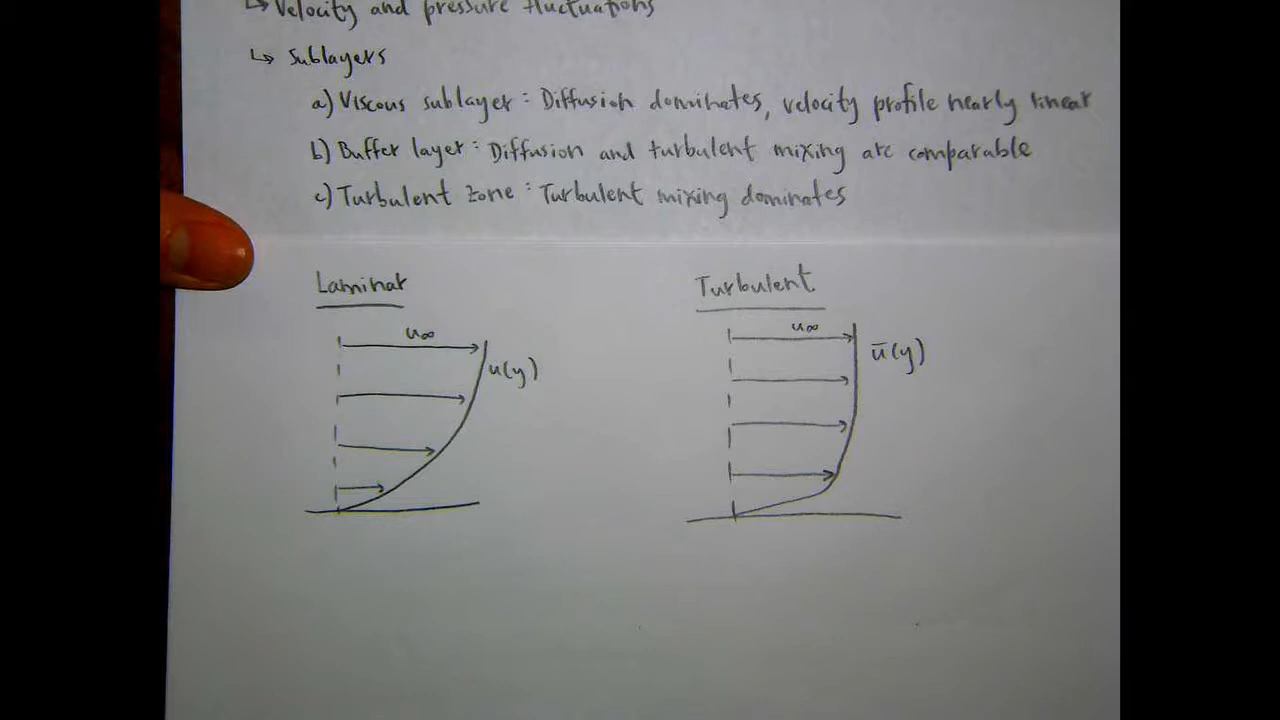 ↳ Velocity and pressure fluctuations
↳ Sublayers
a) Viscous sublayer : Diffusion dominates, velocity profile nearly linear
b) Buffer layer : Diffusion and turbulent mixing are comparable
c) Turbulent zone : Turbulent mixing dominates
Laminar
Turbulent
u∞
u(y)
u∞
ū(y)